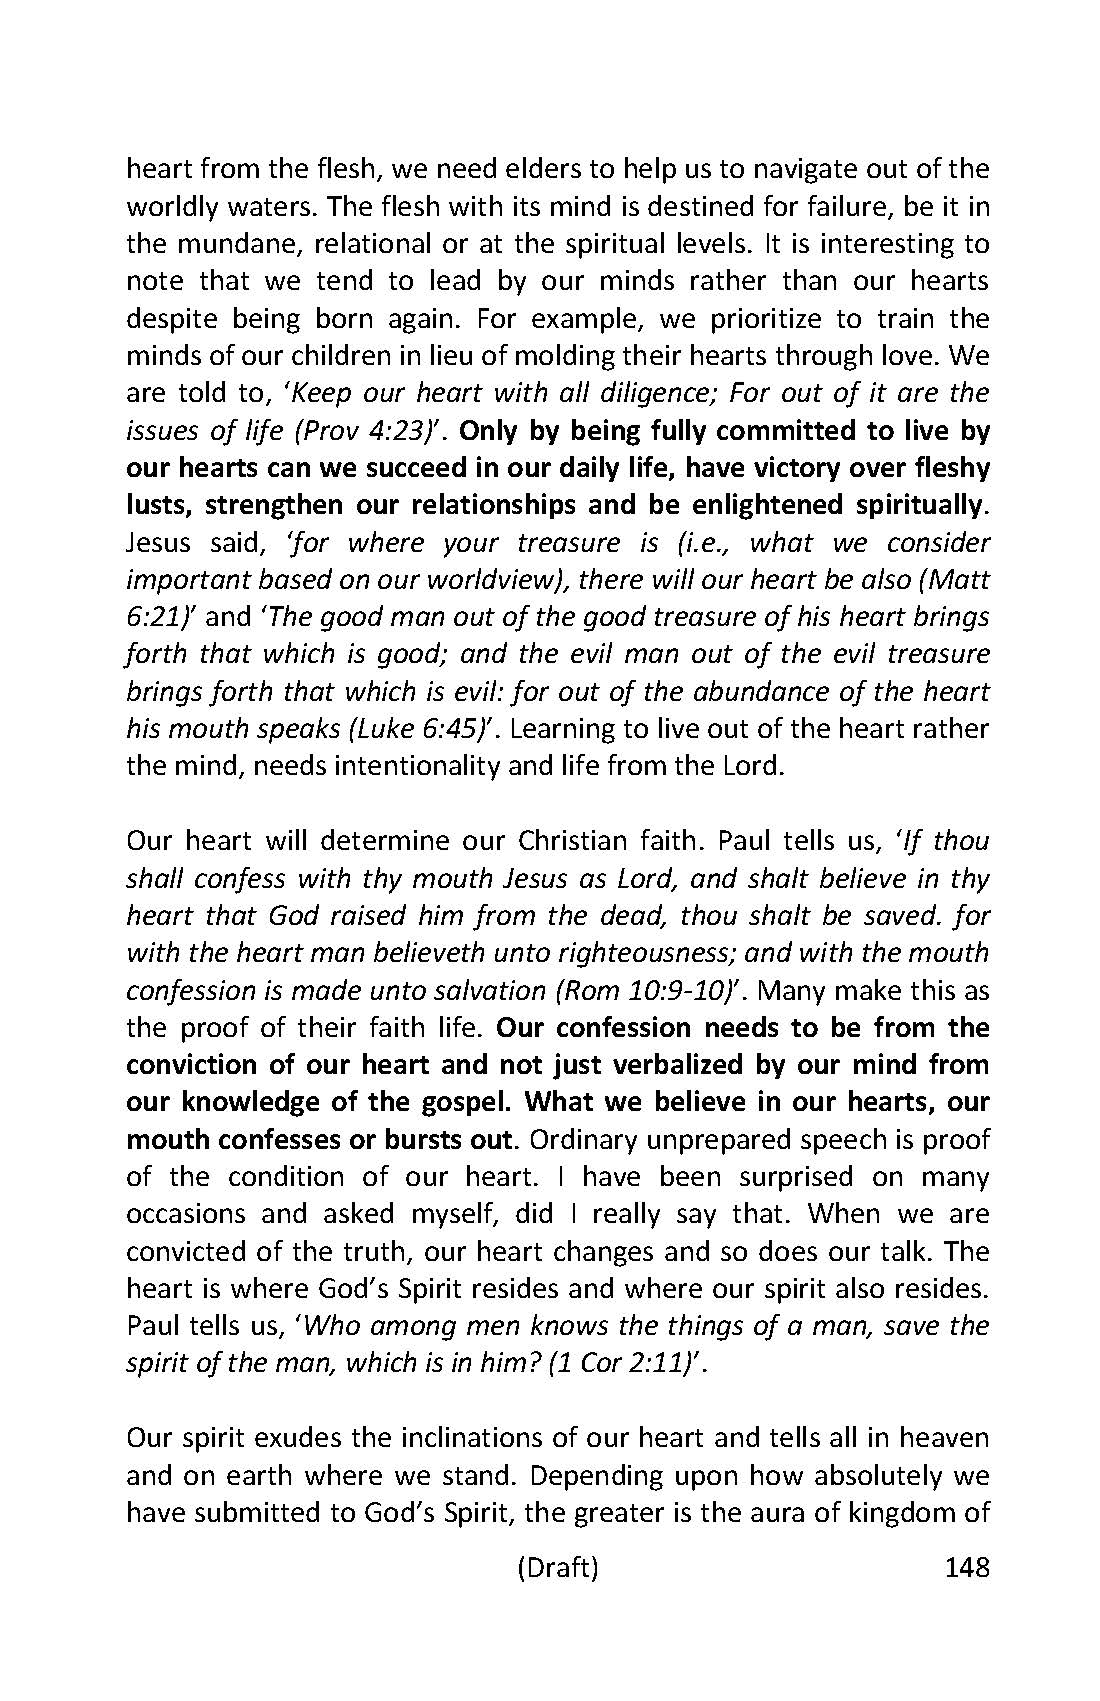 heart from the flesh, we need elders to help us to navigate out of the
worldly waters. The flesh with its mind is destined for failure, be it in
the mundane, relational or at the spiritual levels. It is interesting to
note that we tend to lead by our minds rather than our hearts
despite being born again. For example, we prioritize to train the
minds of our children in lieu of molding their hearts through love. We
are told to, ‘Keep our heart with all diligence; For out of it are the
issues of life (Prov 4:23)’. Only by being fully committed to live by
our hearts can we succeed in our daily life, have victory over fleshy
lusts, strengthen our relationships and be enlightened spiritually.
Jesus said, ‘for where your treasure is (i.e., what we consider
important based on our worldview), there will our heart be also (Matt
6:21)’ and ‘The good man out of the good treasure of his heart brings
forth that which is good; and the evil man out of the evil treasure
brings forth that which is evil: for out of the abundance of the heart
his mouth speaks (Luke 6:45)’. Learning to live out of the heart rather
the mind, needs intentionality and life from the Lord.
Our heart will determine our Christian faith. Paul tells us, ‘If thou
shall confess with thy mouth Jesus as Lord, and shalt believe in thy
heart that God raised him from the dead, thou shalt be saved. for
with the heart man believeth unto righteousness; and with the mouth
confession is made unto salvation (Rom 10:9-10)’. Many make this as
the proof of their faith life. Our confession needs to be from the
conviction of our heart and not just verbalized by our mind from
our knowledge of the gospel. What we believe in our hearts, our
mouth confesses or bursts out. Ordinary unprepared speech is proof
of the condition of our heart. I have been surprised on many
occasions and asked myself, did I really say that. When we are
convicted of the truth, our heart changes and so does our talk. The
heart is where God’s Spirit resides and where our spirit also resides.
Paul tells us, ‘Who among men knows the things of a man, save the
spirit of the man, which is in him? (1 Cor 2:11)’.
Our spirit exudes the inclinations of our heart and tells all in heaven
and on earth where we stand. Depending upon how absolutely we
have submitted to God’s Spirit, the greater is the aura of kingdom of
(Draft) 148